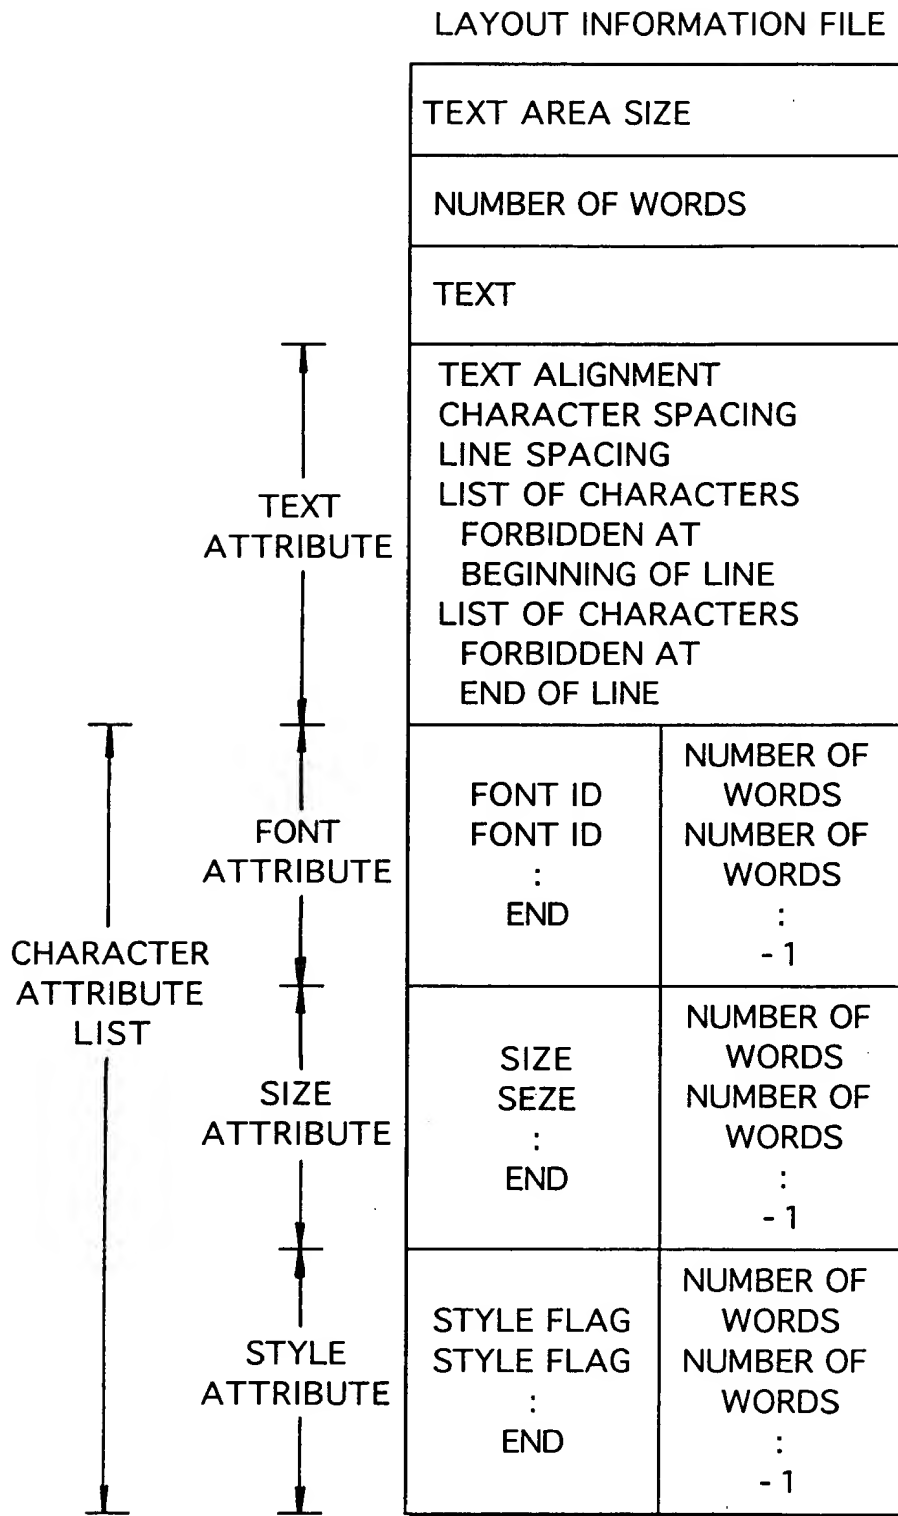 LAYOUT INFORMATION FILE
TEXT AREA SIZE
NUMBER OF WORDS
TEXT
TEXT
ATTRIBUTE
TEXT ALIGNMENT
CHARACTER SPACING
LINE SPACING
LIST OF CHARACTERS
FORBIDDEN AT
BEGINNING OF LINE
LIST OF CHARACTERS
FORBIDDEN AT
END OF LINE
CHARACTER
ATTRIBUTE
LIST
FONT
ATTRIBUTE
FONT ID
FONT ID
:
END
NUMBER OF
WORDS
NUMBER OF
WORDS
:
- 1
SIZE
ATTRIBUTE
SIZE
SEZE
:
END
NUMBER OF
WORDS
NUMBER OF
WORDS
:
- 1
STYLE
ATTRIBUTE
STYLE FLAG
STYLE FLAG
:
END
NUMBER OF
WORDS
NUMBER OF
WORDS
:
- 1